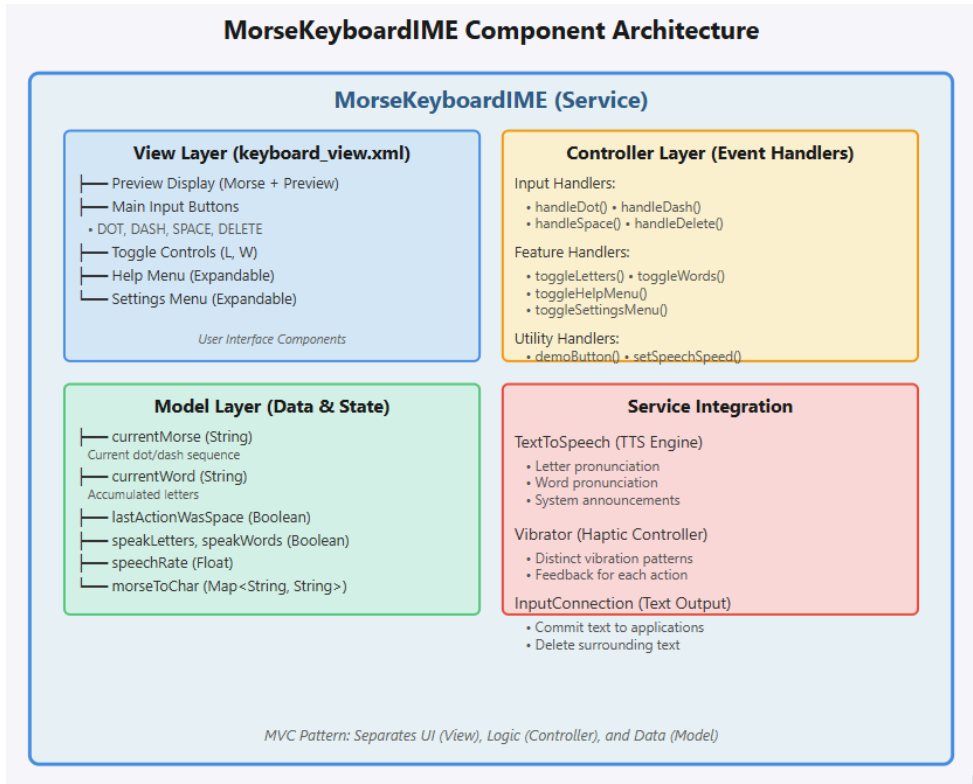 MorseKeyboardIME Component Architecture
MorseKeyboardIME (Service)
View Layer (keyboard_view.xml)
├── Preview Display (Morse + Preview)
├── Main Input Buttons
• DOT, DASH, SPACE, DELETE
├── Toggle Controls (L, W)
├── Help Menu (Expandable)
└── Settings Menu (Expandable)
User Interface Components
Controller Layer (Event Handlers)
Input Handlers:
• handleDot() • handleDash()
• handleSpace() • handleDelete()
Feature Handlers:
• toggleLetters() • toggleWords()
• toggleHelpMenu()
• toggleSettingsMenu()
Utility Handlers:
• demoButton() • setSpeechSpeed()
Model Layer (Data & State)
├── currentMorse (String)
Current dot/dash sequence
├── currentWord (String)
Accumulated letters
├── lastActionWasSpace (Boolean)
├── speakLetters, speakWords (Boolean)
├── speechRate (Float)
└── morseToChar (Map<String, String>)
Service Integration
TextToSpeech (TTS Engine)
• Letter pronunciation
• Word pronunciation
• System announcements
Vibrator (Haptic Controller)
• Distinct vibration patterns
• Feedback for each action
InputConnection (Text Output)
• Commit text to applications
• Delete surrounding text
MVC Pattern: Separates UI (View), Logic (Controller), and Data (Model)